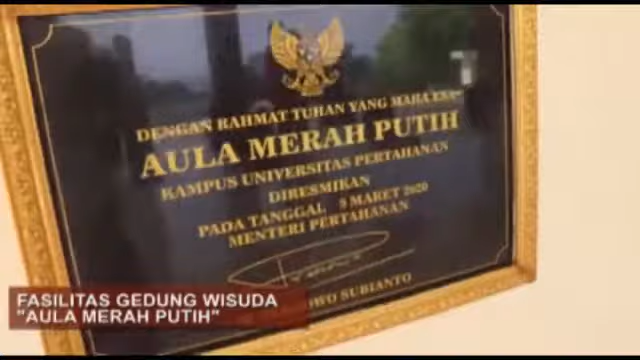 DENGAN RAHMAT TUHAN YANG MAHA ESA
AULA MERAH PUTIH
KAMPUS UNIVERSITAS PERTAHANAN
DIRESMIKAN
PADA TANGGAL 9 MARET 2020
MENTERI PERTAHANAN
OWO SUBIANTO
FASILITAS GEDUNG WISUDA
"AULA MERAH PUTIH"